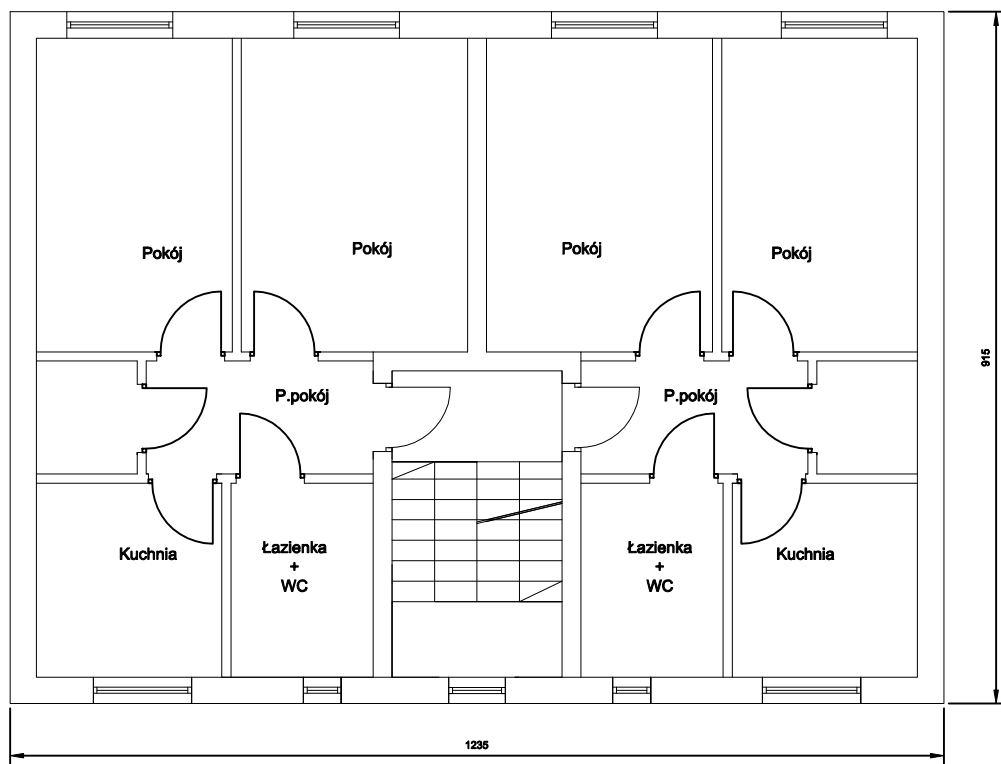 Pokój
Pokój
Pokój
Pokój
915
P.pokój
P.pokój
Kuchnia
Łazienka
+
WC
Łazienka
+
WC
Kuchnia
1235